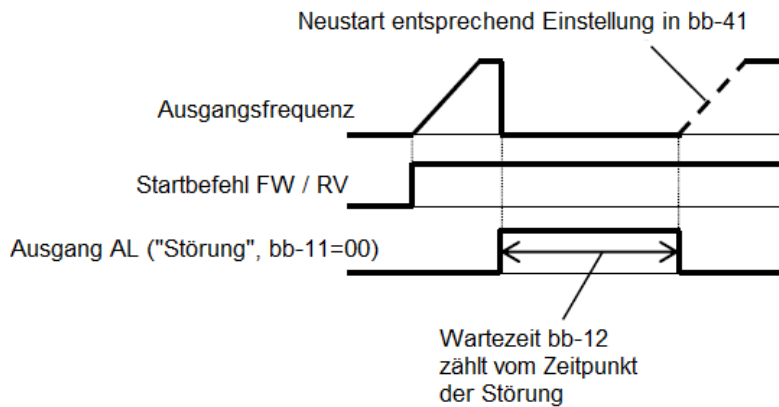 Neustart entsprechend Einstellung in bb-41
Ausgangsfrequenz
Startbefehl FW / RV
Ausgang AL ("Störung", bb-11=00)
Wartezeit bb-12
zählt vom Zeitpunkt
der Störung